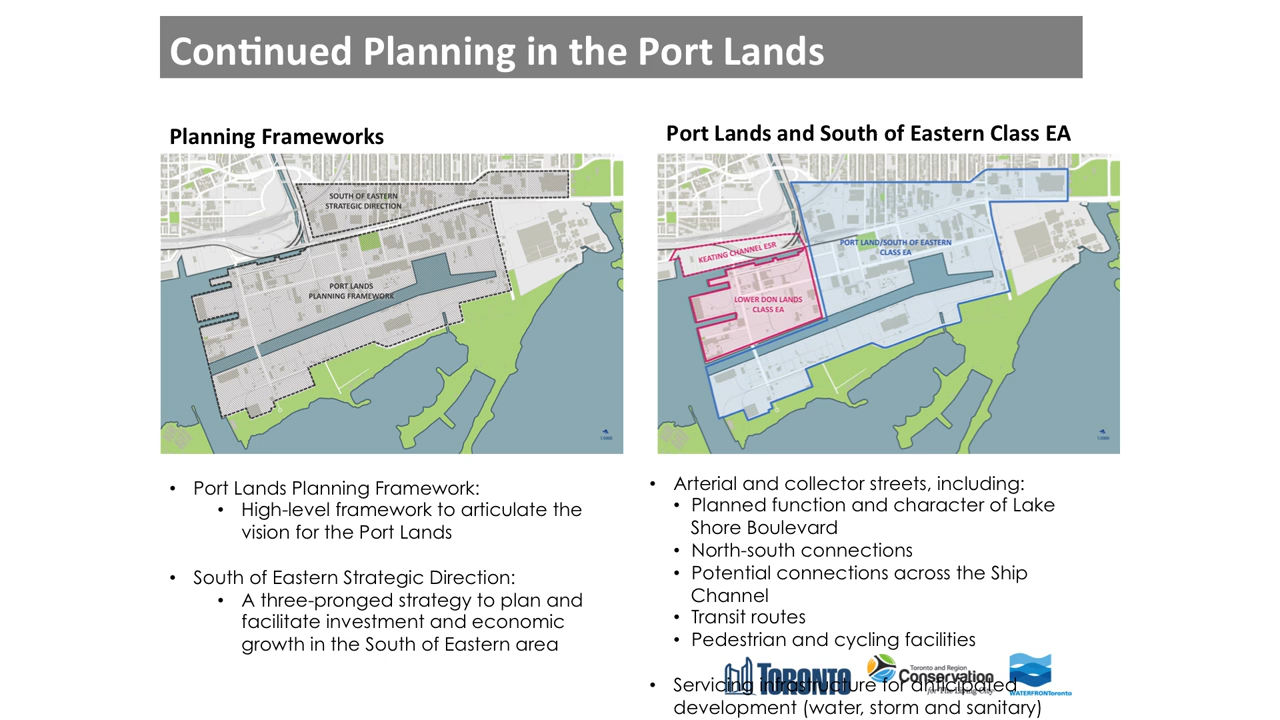 Continued Planning in the Port Lands
Planning Frameworks
SOUTH OF EASTERN
STRATEGIC DIRECTION
PORT LANDS
PLANNING FRAMEWORK
• Port Lands Planning Framework:
• High-level framework to articulate the
vision for the Port Lands
• South of Eastern Strategic Direction:
• A three-pronged strategy to plan and
facilitate investment and economic
growth in the South of Eastern area
Port Lands and South of Eastern Class EA
PORT LAND/SOUTH OF EASTERN
CLASS EA
KEATING CHANNEL ESR
LOWER DON LANDS
CLASS EA
• Arterial and collector streets, including:
• Planned function and character of Lake
Shore Boulevard
• North-south connections
• Potential connections across the Ship
Channel
• Transit routes
• Pedestrian and cycling facilities
• Servicing infrastructure for anticipated
development (water, storm and sanitary)
TORONTO
Toronto and Region
Conservation
for The Living City
WATERFRONToronto